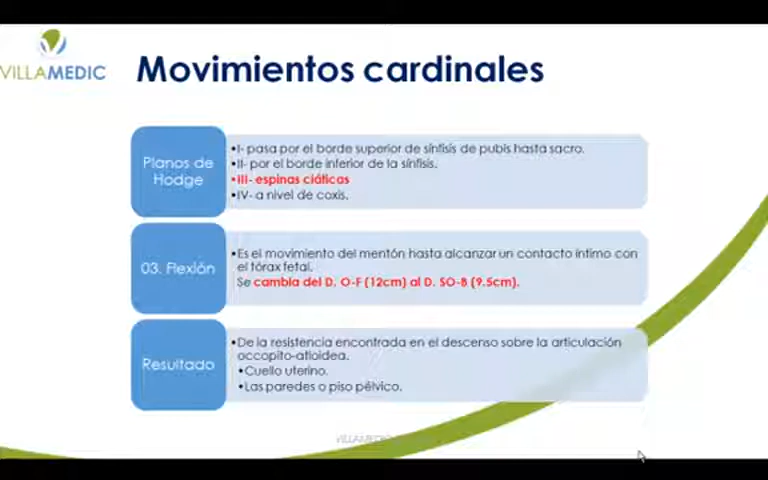 VILLAMEDIC
Movimientos cardinales
Planos de
Hodge
•I- pasa por el borde superior de sínfisis de pubis hasta sacro.
•II- por el borde inferior de la sínfisis.
•III- espinas ciáticas
•IV- a nivel de coxis.
03. Flexión
•Es el movimiento del mentón hasta alcanzar un contacto íntimo con
el tórax fetal.
Se cambia del D. O-F (12cm) al D. SO-B (9.5cm).
Resultado
•De la resistencia encontrada en el descenso sobre la articulación
occopito-atloidea.
•Cuello uterino.
•Las paredes o piso pélvico.
VILLAMEDIC